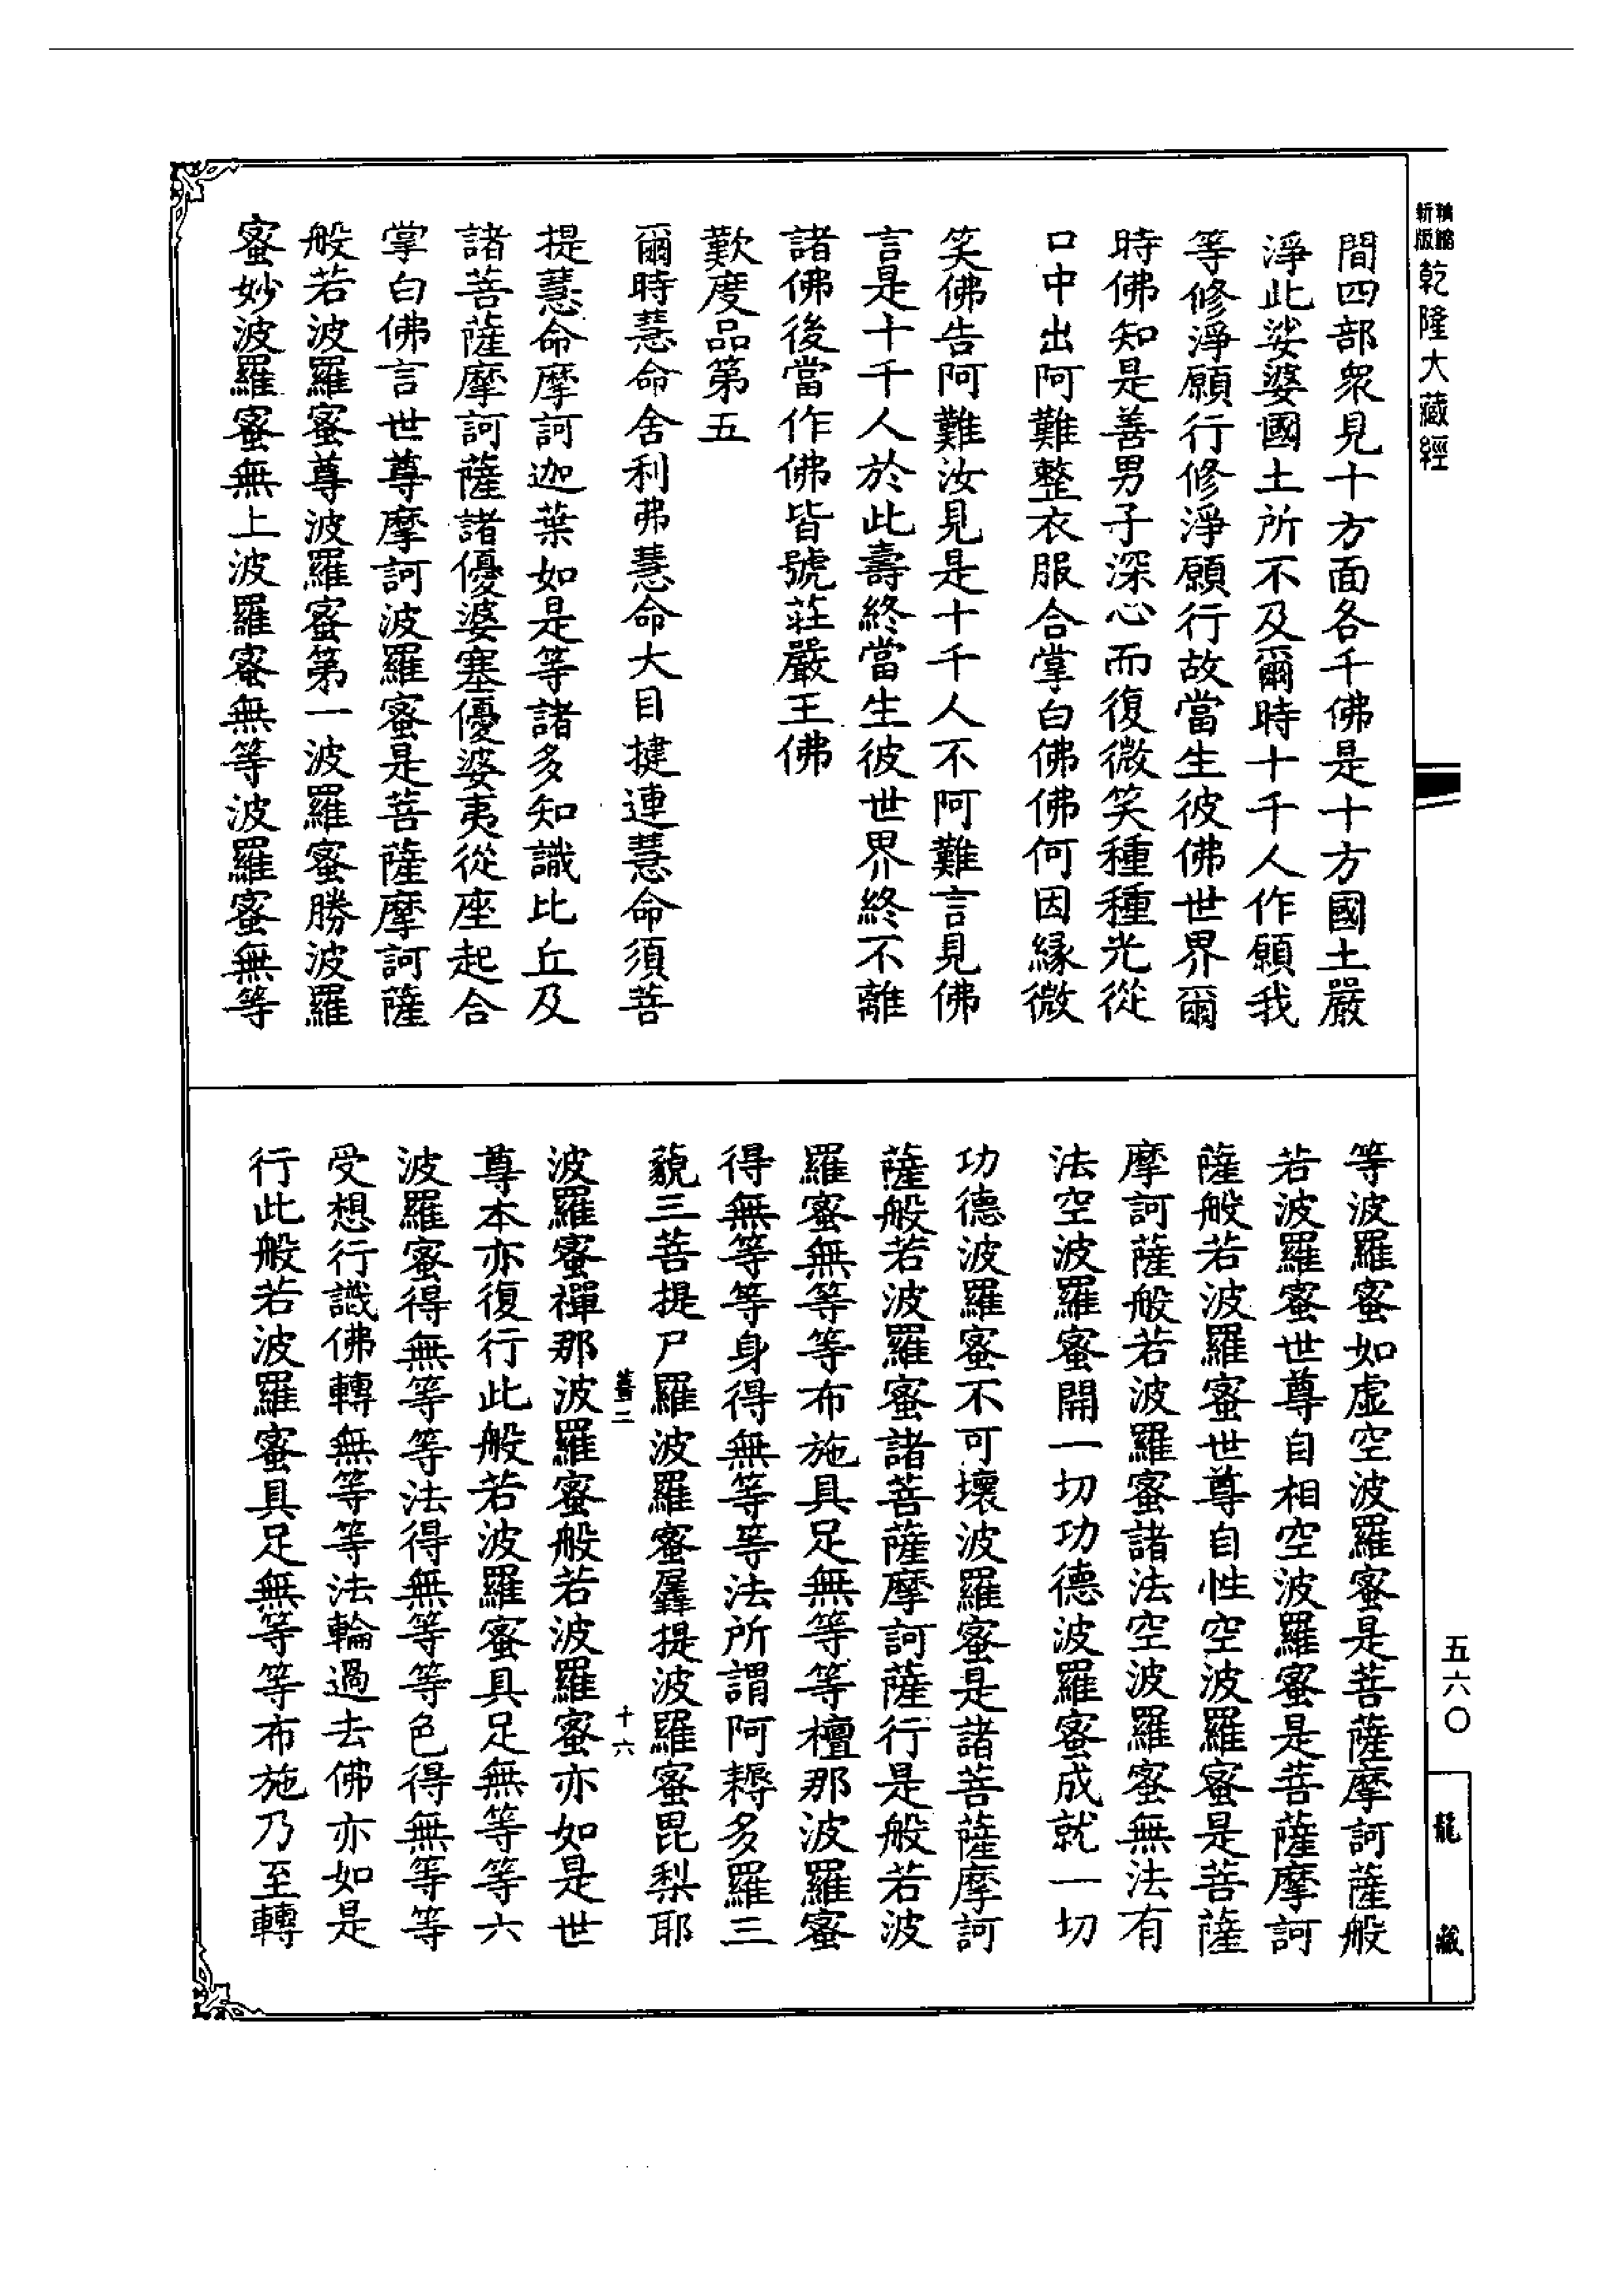 新版精縮乾隆大藏經
間四部衆見十方面各千佛是十方國土嚴
淨此娑婆國土所不及爾時十千人作願我
等修淨願行修淨願行故當生彼佛世界爾
時佛知是善男子深心而復微笑種種光從
口中出阿難整衣服合掌白佛佛何因緣微
笑佛告阿難汝見是十千人不阿難言見佛
言是十千人於此壽終當生彼世界終不離
諸佛後當作佛皆號莊嚴王佛
歎度品第五
爾時慧命舍利弗慧命大目揵連慧命須菩
提慧命摩訶迦葉如是等諸多知識比丘及
諸菩薩摩訶薩諸優婆塞優婆夷從座起合
掌白佛言世尊摩訶波羅蜜是菩薩摩訶薩
般若波羅蜜尊波羅蜜第一波羅蜜勝波羅
蜜妙波羅蜜無上波羅蜜無等波羅蜜無等
等波羅蜜如虛空波羅蜜是菩薩摩訶薩般
若波羅蜜世尊自相空波羅蜜是菩薩摩訶
薩般若波羅蜜世尊自性空波羅蜜是菩薩
摩訶薩般若波羅蜜諸法空波羅蜜無法有
法空波羅蜜開一切功德波羅蜜成就一切
功德波羅蜜不可壞波羅蜜是諸菩薩摩訶
薩般若波羅蜜諸菩薩摩訶薩行是般若波
羅蜜無等等布施具足無等等檀那波羅蜜
得無等等身得無等等法所謂阿耨多羅三
藐三菩提尸羅波羅蜜羼提波羅蜜毘梨耶
二 十六
波羅蜜禪那波羅蜜般若波羅蜜亦如是世
尊本亦復行此般若波羅蜜具足無等等六
波羅蜜得無等等法得無等等色得無等等
受想行識佛轉無等等法輪過去佛亦如是
行此般若波羅蜜具足無等等布施乃至轉
五六〇
龍藏